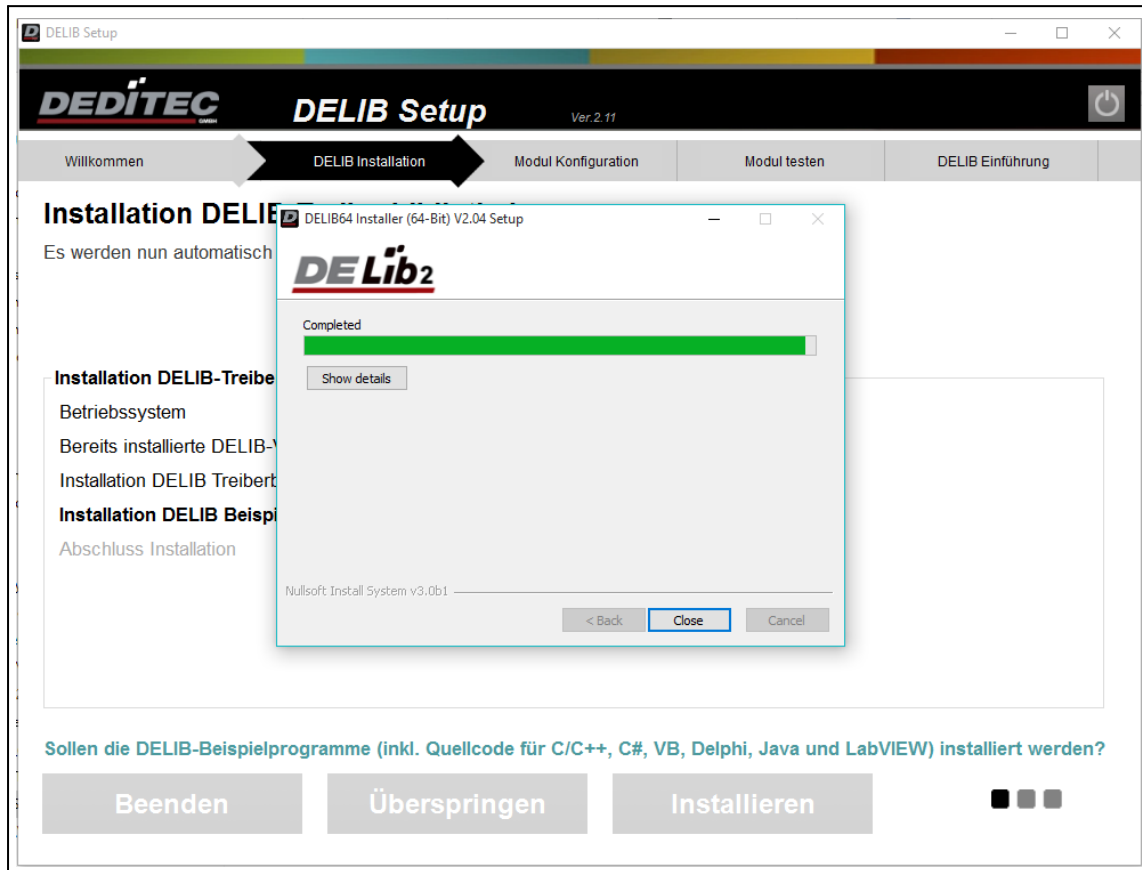 DELIB Setup
DEDITEC
GMBH
DELIB Setup
Ver.2.11
Willkommen
DELIB Installation
Modul Konfiguration
Modul testen
DELIB Einführung
Installation DELIB
Es werden nun automatisch
DELIB64 Installer (64-Bit) V2.04 Setup
DELib2
Completed
Show details
Installation DELIB-Treibe
Betriebssystem
Bereits installierte DELIB-V
Installation DELIB Treiberb
Installation DELIB Beispi
Abschluss Installation
Nullsoft Install System v3.0b1
< Back
Close
Cancel
Sollen die DELIB-Beispielprogramme (inkl. Quellcode für C/C++, C#, VB, Delphi, Java und LabVIEW) installiert werden?
Beenden
Überspringen
Installieren